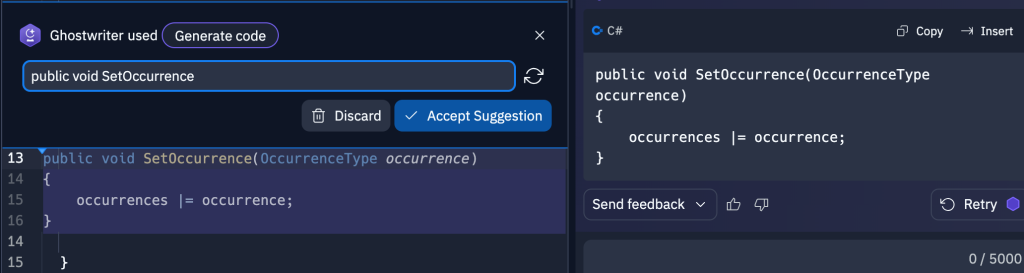 Ghostwriter used Generate code
public void SetOccurrence
Discard Accept Suggestion
13 public void SetOccurrence(OccurrenceType occurrence)
14 {
15     occurrences |= occurrence;
16 }
14
15   }
C#
Copy Insert
public void SetOccurrence(OccurrenceType
occurrence)
{
    occurrences |= occurrence;
}
Send feedback
Retry
0 / 5000